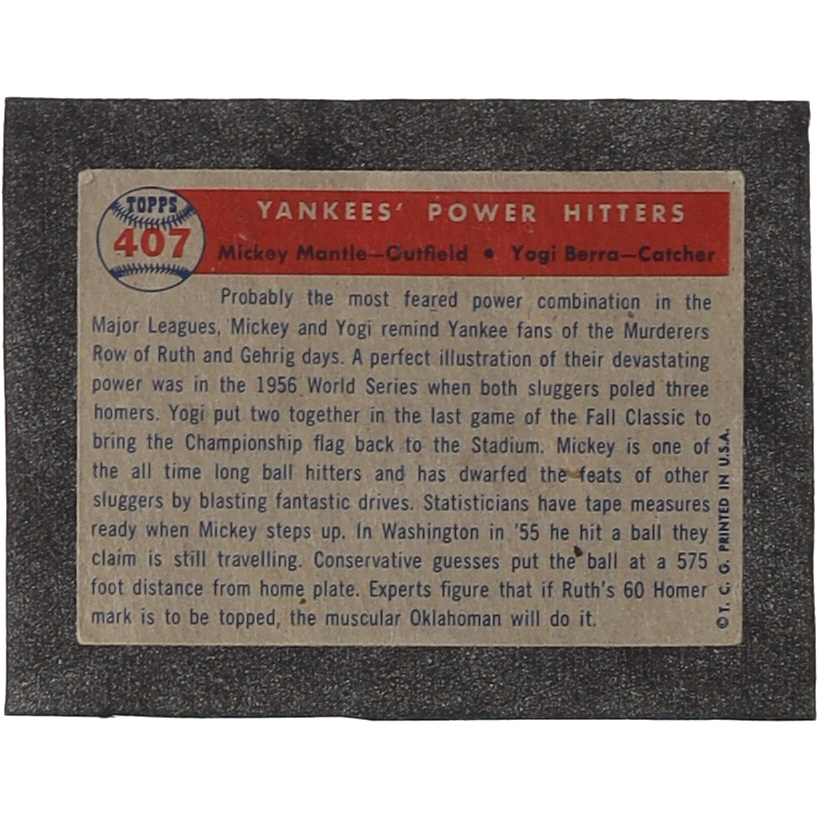 TOPPS
407
YANKEES' POWER HITTERS
Mickey Mantle—Outfield • Yogi Berra—Catcher
Probably the most feared power combination in the
Major Leagues, Mickey and Yogi remind Yankee fans of the Murderers
Row of Ruth and Gehrig days. A perfect illustration of their devastating
power was in the 1956 World Series when both sluggers poled three
homers. Yogi put two together in the last game of the Fall Classic to
bring the Championship flag back to the Stadium. Mickey is one of
the all time long ball hitters and has dwarfed the feats of other
sluggers by blasting fantastic drives. Statisticians have tape measures
ready when Mickey steps up. In Washington in '55 he hit a ball they
claim is still travelling. Conservative guesses put the ball at a 575
foot distance from home plate. Experts figure that if Ruth's 60 Homer
mark is to be topped, the muscular Oklahoman will do it.
© T. C. G. PRINTED IN U.S.A.